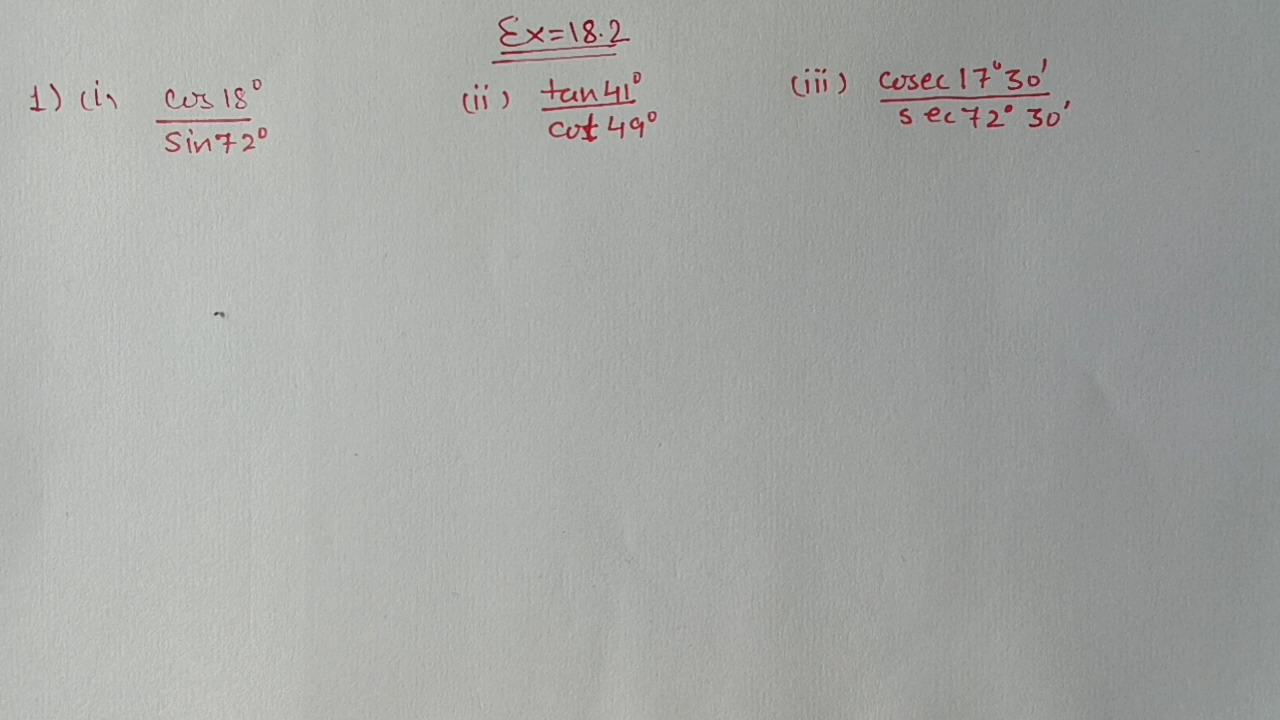 Ex=18.2
1) (i) cos 18°
sin 72°
(ii) tan 41°
cot 49°
(iii) cosec 17° 30'
sec 72° 30'